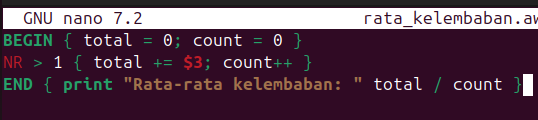 GNU nano 7.2 rata_kelembaban.aw
BEGIN { total = 0; count = 0 }
NR > 1 { total += $3; count++ }
END { print "Rata-rata kelembaban: " total / count }